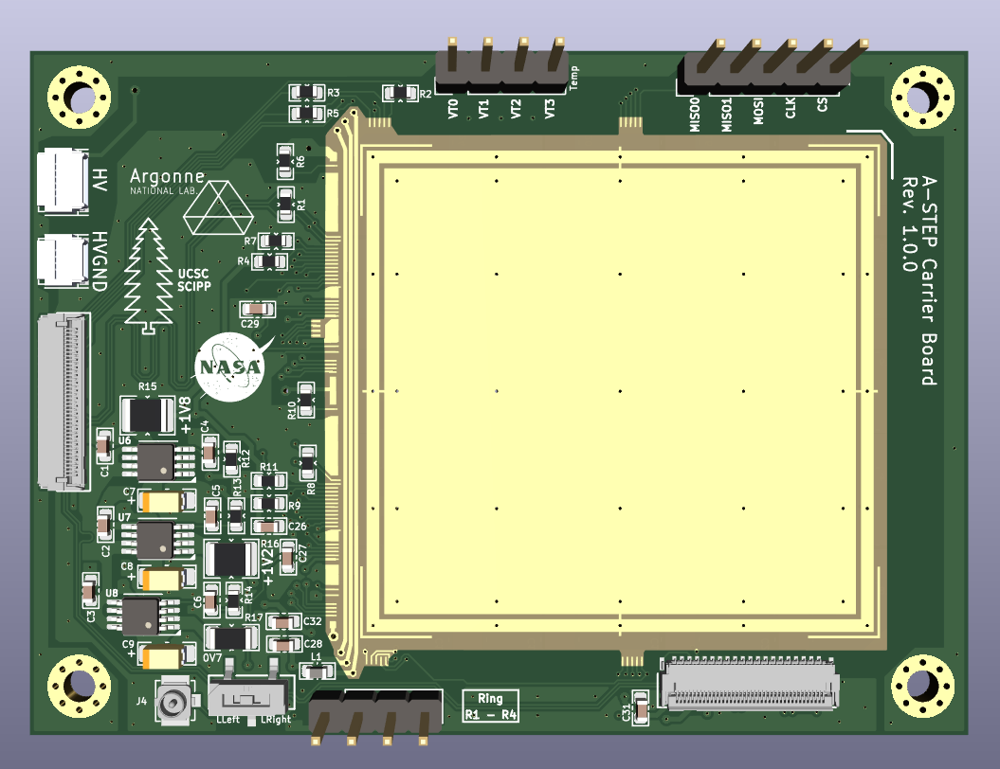 R3
R2
R5
Temp
VT0
VT1
VT2
VT3
MISO0
MISO1
MOSI
CLK
CS
R6
HV
Argonne
NATIONAL LAB.
R1
A-STEP Carrier Board
Rev. 1.0.0
HVGND
R7
R4
UCSC
SCIPP
C29
NASA
R15
+1V8
R10
U6
C4
C1
R12
R11
R8
C7
+
C5
R13
R9
U7
C26
C2
R16
C27
+1V2
C8
+
U8
C3
C6
R14
R17
C32
C9
+
0V7
C28
L1
J4
LLeft
LRight
Ring
R1 - R4
C31